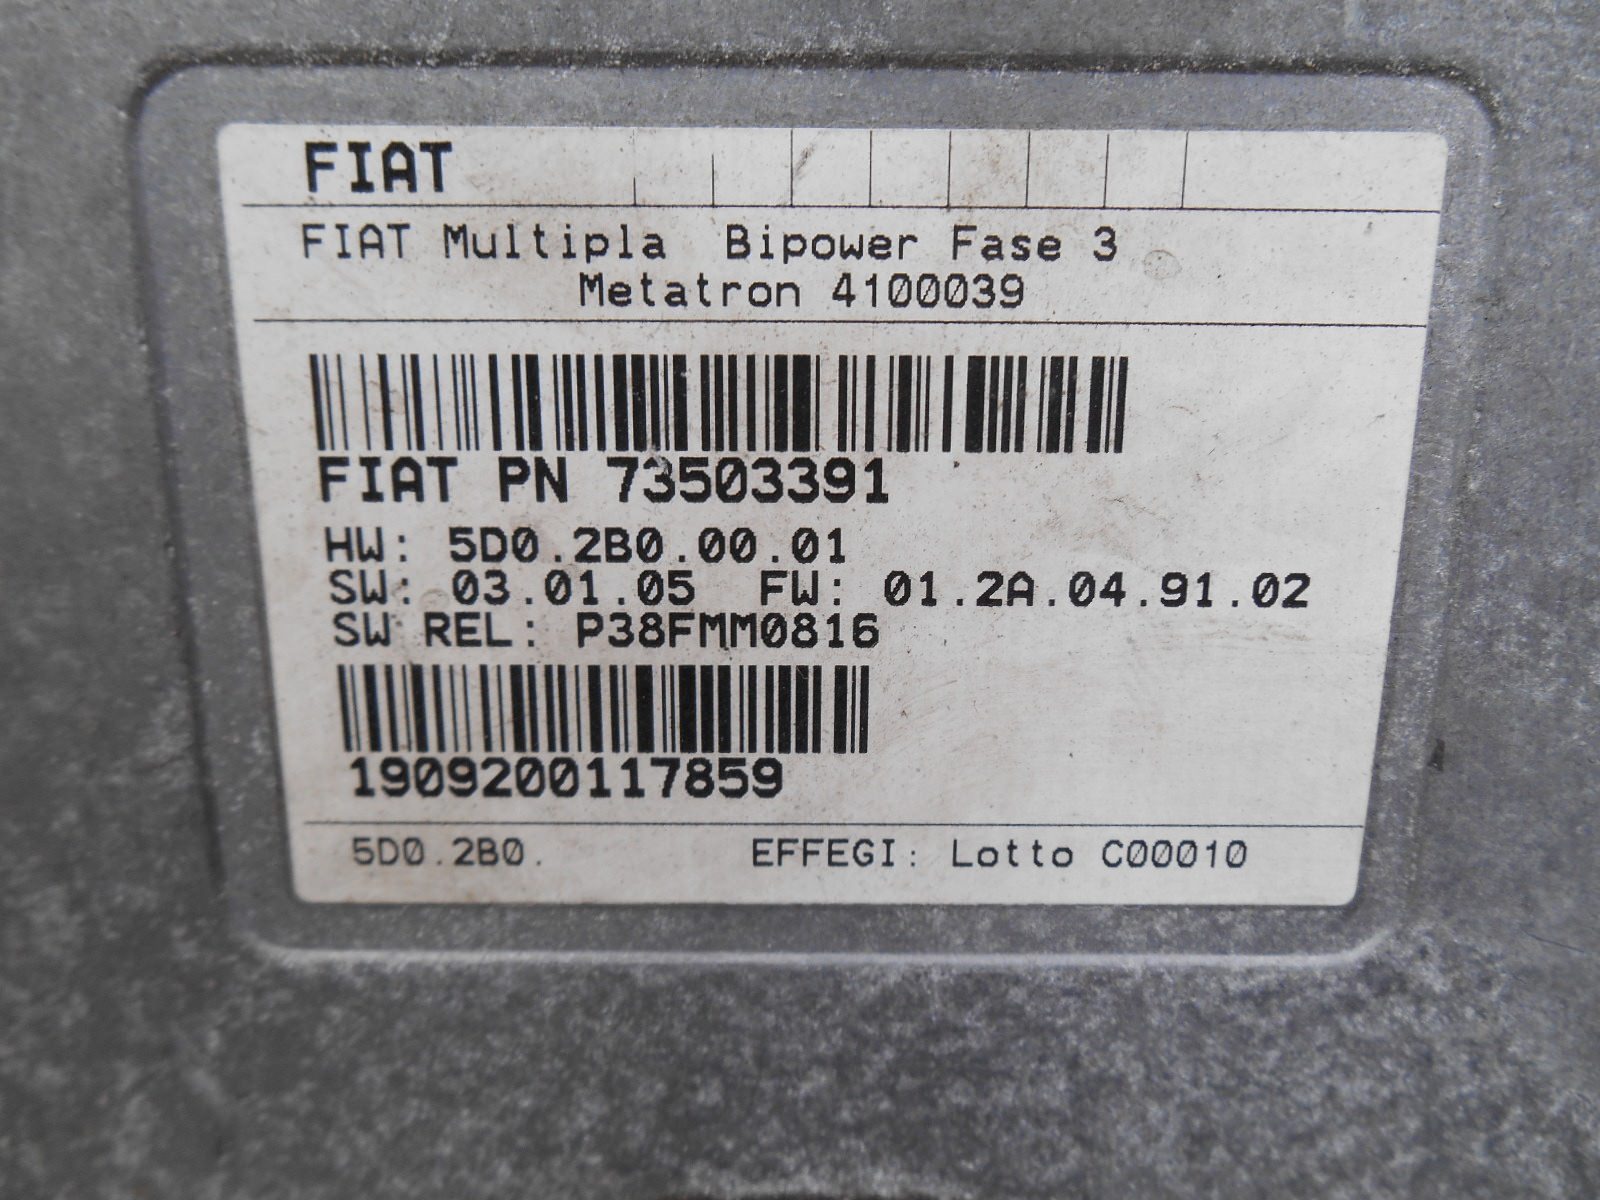 FIAT
FIAT Multipla Bipower Fase 3
Metatron 4100039
FIAT PN 73503391
HW: 5D0.2B0.00.01
SW: 03.01.05 FW: 01.2A.04.91.02
SW REL: P38FMM0816
1909200117859
5D0.2B0. EFFEGI: Lotto C00010